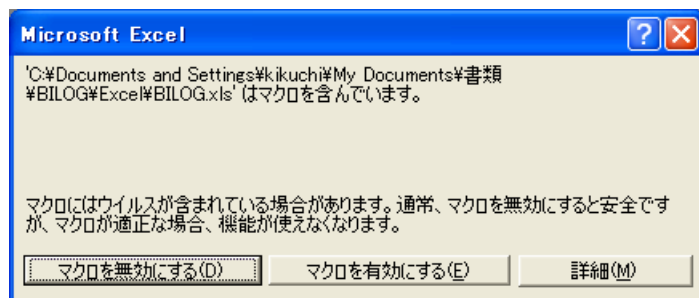 Microsoft Excel
'C:¥Documents and Settings¥kikuchi¥My Documents¥書類
¥BILOG¥Excel¥BILOG.xls' はマクロを含んでいます。
マクロにはウイルスが含まれている場合があります。通常、マクロを無効にすると安全です
が、マクロが適正な場合、機能が使えなくなります。
マクロを無効にする(D) マクロを有効にする(E) 詳細(M)